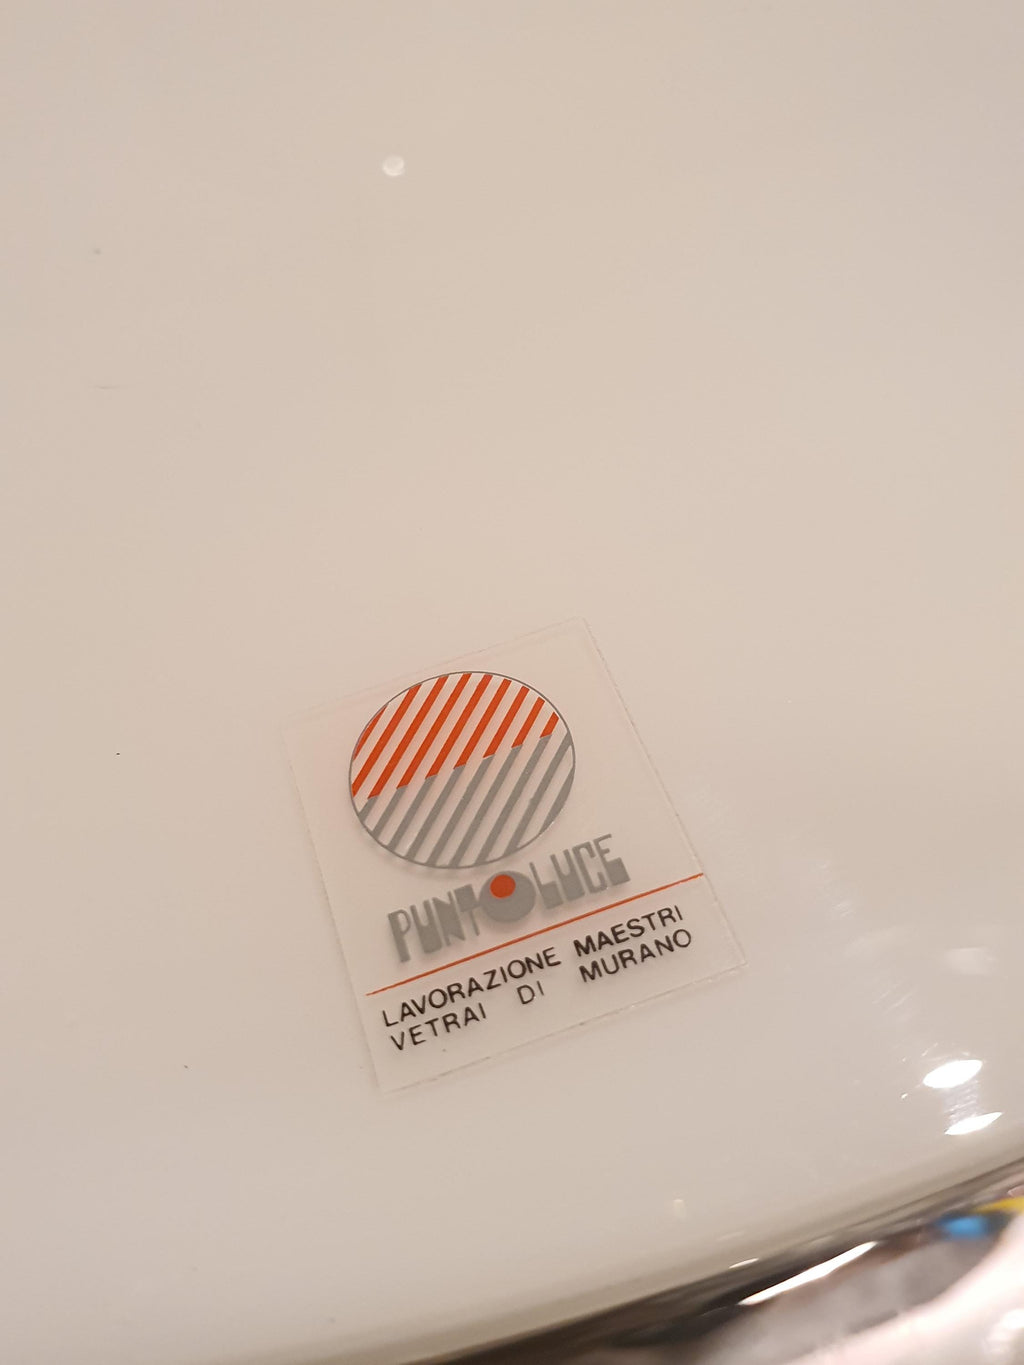 PUNTOLUCE
LAVORAZIONE MAESTRI
VETRAI DI MURANO